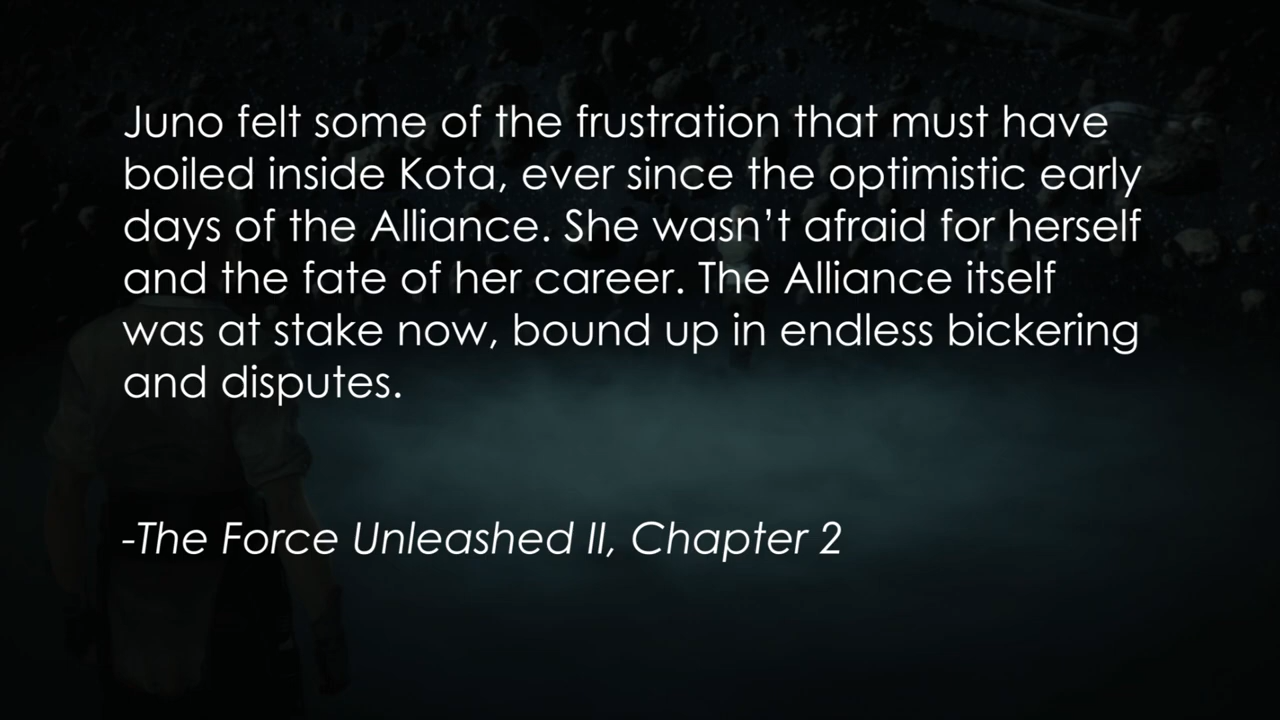 Juno felt some of the frustration that must have
boiled inside Kota, ever since the optimistic early
days of the Alliance. She wasn’t afraid for herself
and the fate of her career. The Alliance itself
was at stake now, bound up in endless bickering
and disputes.
-The Force Unleashed II, Chapter 2